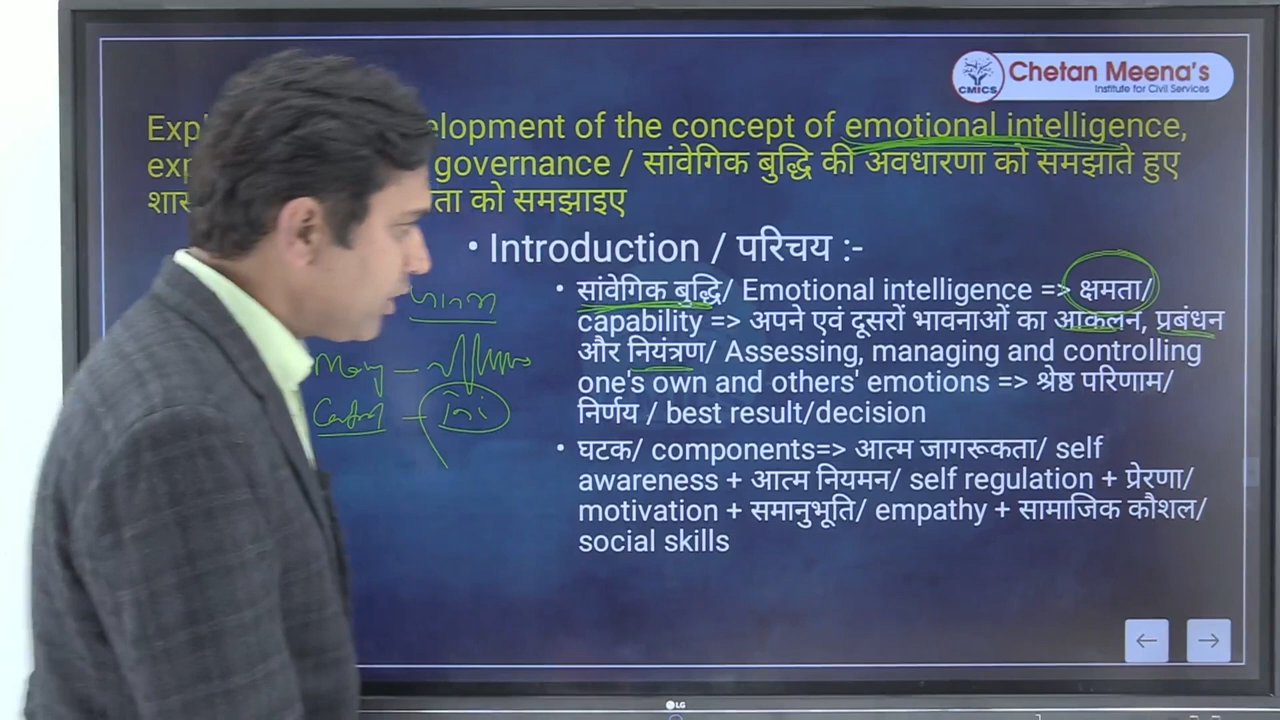 Chetan Meena's
CMICS
Institute for Civil Services
Exp elopment of the concept of emotional intelligence,
exp governance / सांवेगिक बुद्धि की अवधारणा को समझाते हुए
शास ता को समझाइए
• Introduction / परिचय :-
• सांवेगिक बुद्धि/ Emotional intelligence => क्षमता/
capability => अपने एवं दूसरों भावनाओं का आकलन, प्रबंधन
और नियंत्रण/ Assessing, managing and controlling
one's own and others' emotions => श्रेष्ठ परिणाम/
निर्णय / best result/decision
• घटक/ components=> आत्म जागरूकता/ self
awareness + आत्म नियमन/ self regulation + प्रेरणा/
motivation + समानुभूति/ empathy + सामाजिक कौशल/
social skills
LG